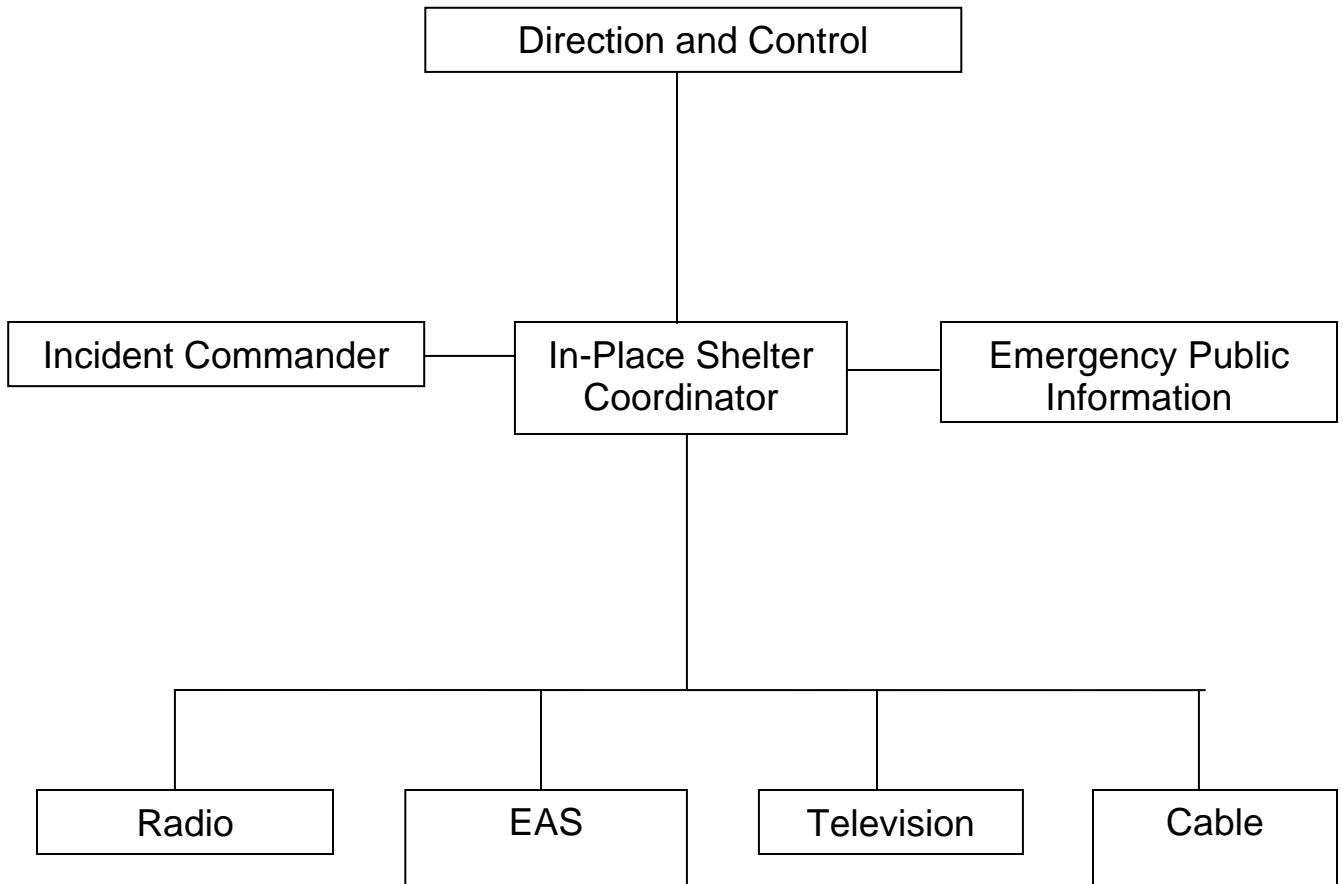 Direction and Control
Incident Commander
In-Place Shelter
Coordinator
Emergency Public
Information
Radio
EAS
Television
Cable